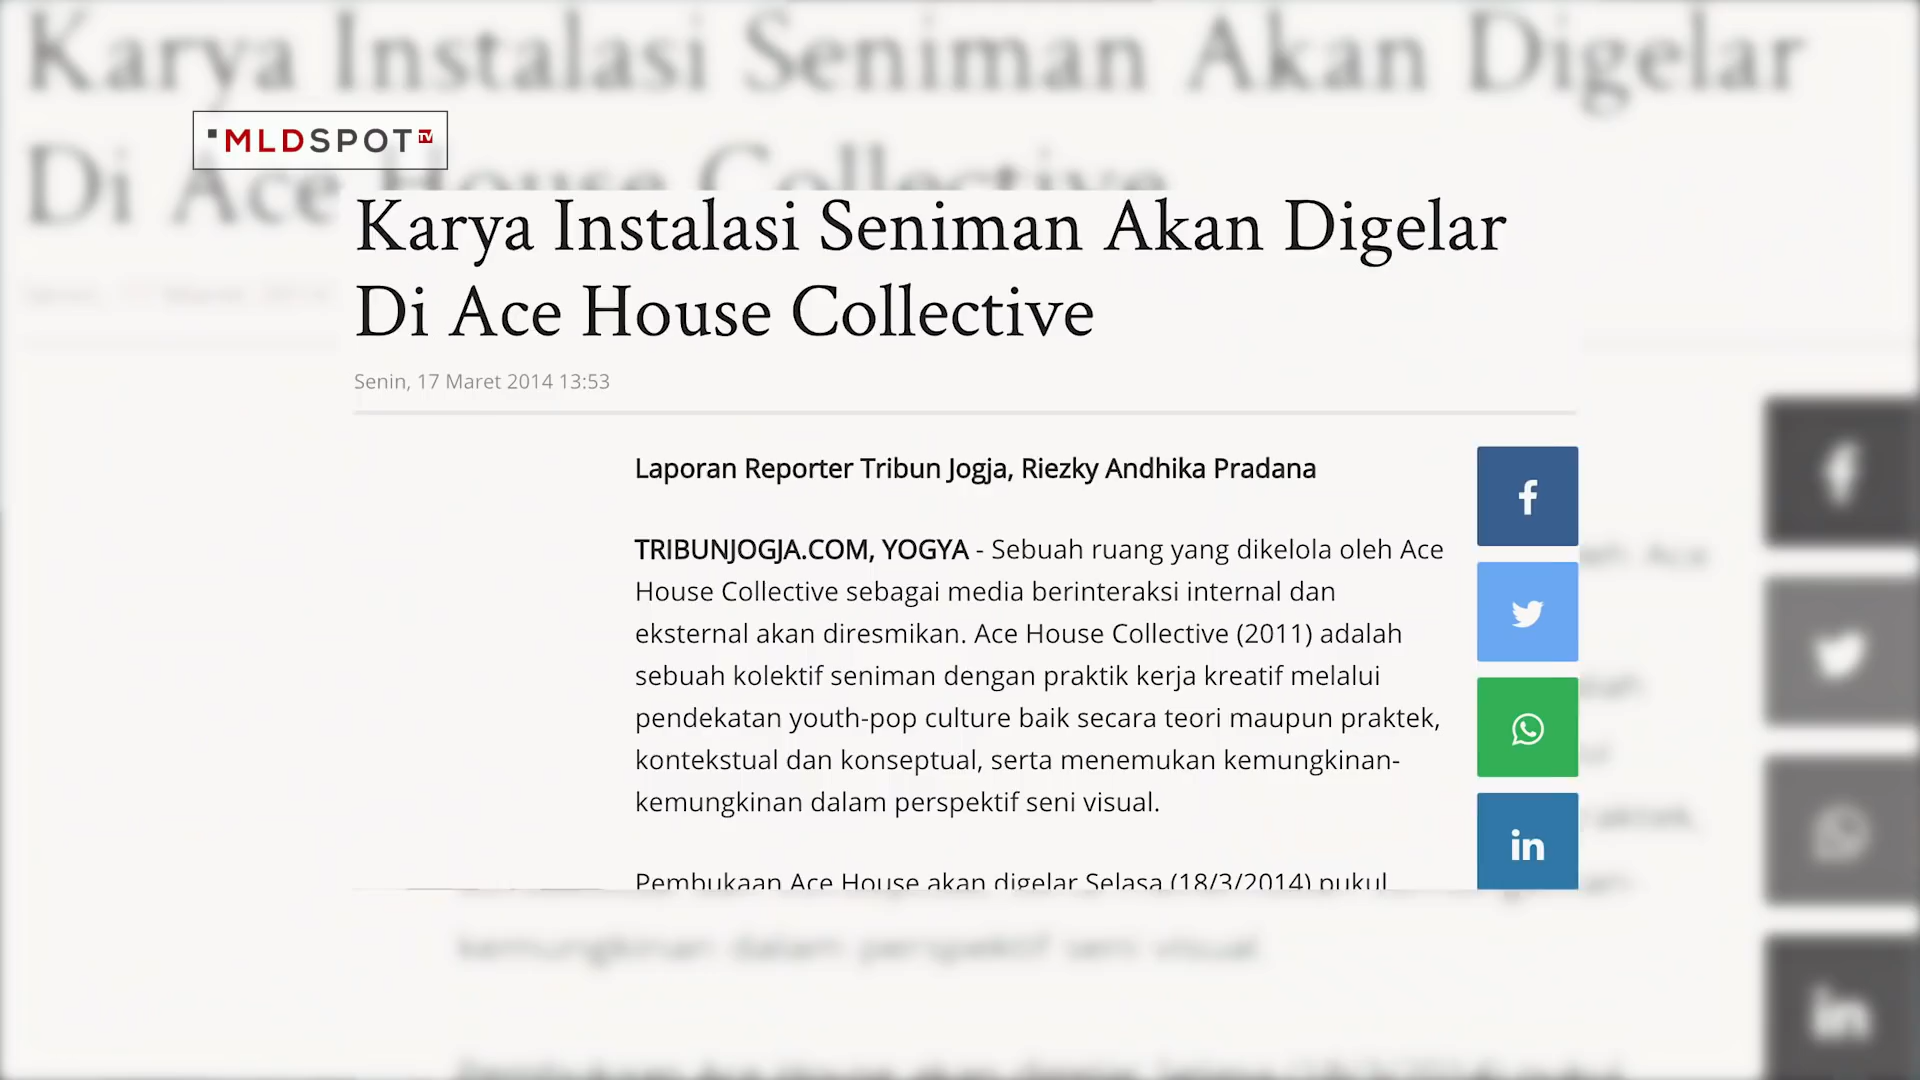 MLDSPOT TV
Karya Instalasi Seniman Akan Digelar
Di Ace House Collective
Senin, 17 Maret 2014 13:53
Laporan Reporter Tribun Jogja, Riezky Andhika Pradana
TRIBUNJOGJA.COM, YOGYA - Sebuah ruang yang dikelola oleh Ace
House Collective sebagai media berinteraksi internal dan
eksternal akan diresmikan. Ace House Collective (2011) adalah
sebuah kolektif seniman dengan praktik kerja kreatif melalui
pendekatan youth-pop culture baik secara teori maupun praktek,
kontekstual dan konseptual, serta menemukan kemungkinan-
kemungkinan dalam perspektif seni visual.
Pembukaan Ace House akan digelar Selasa (18/3/2014) pukul